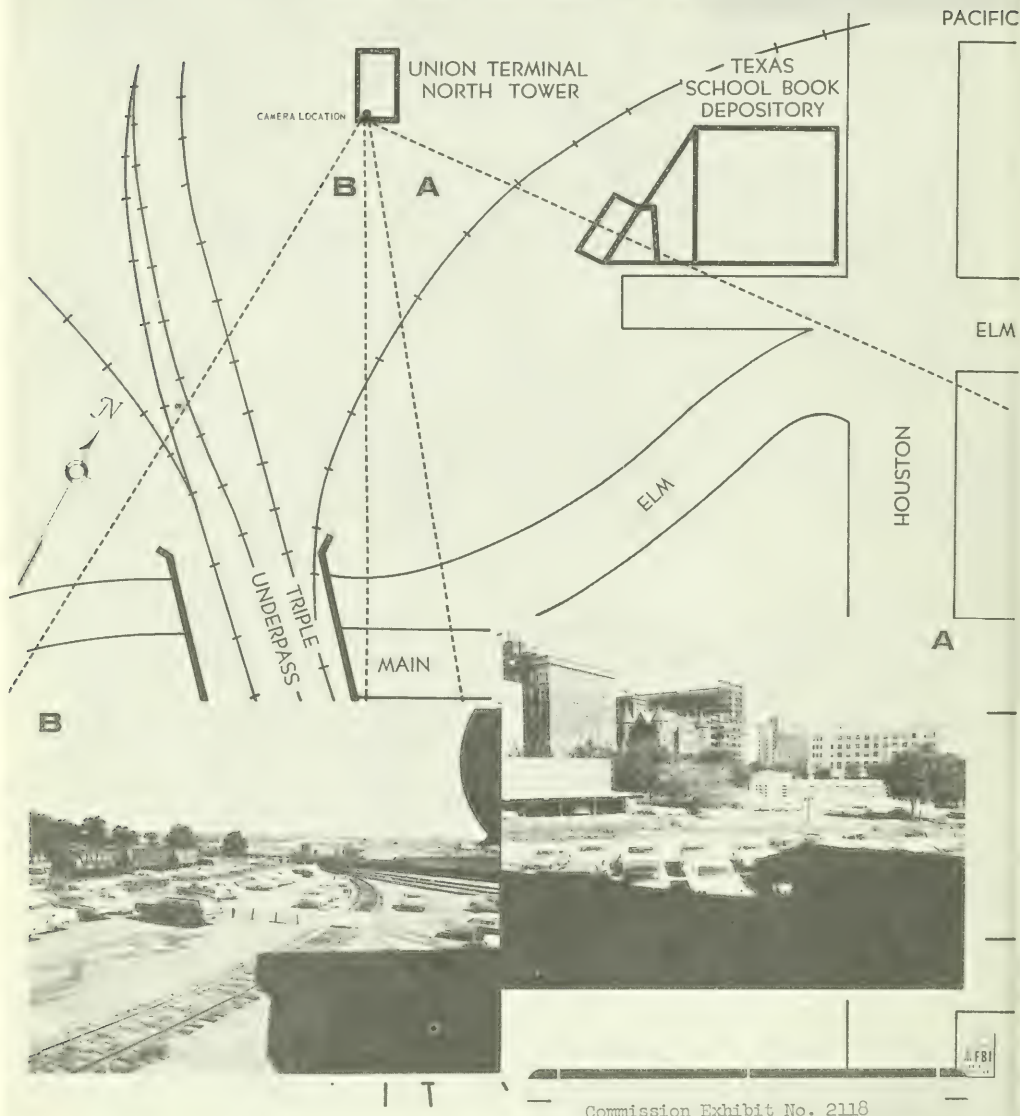 PACIFIC
UNION TERMINAL
NORTH TOWER
TEXAS
SCHOOL BOOK
DEPOSITORY
CAMERA LOCATION
B
A
N
ELM
HOUSTON
ELM
TRIPLE
UNDERPASS
MAIN
A
B
FBI
Commission Exhibit No. 2118